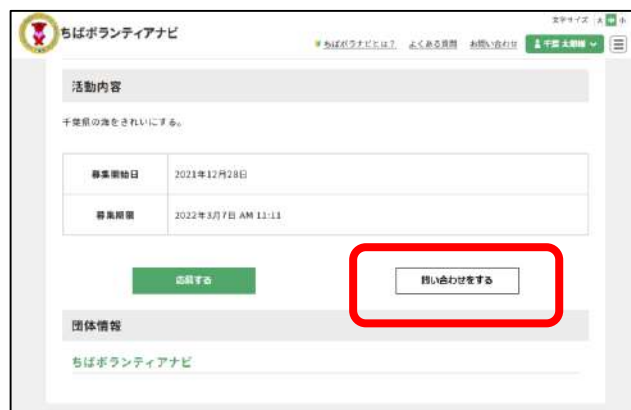 文字サイズ 大 中 小
ちばボランティアナビ
ちばボラナビとは? よくある質問 お問い合わせ 千葉 太郎様
活動内容
千葉県の海をきれいにする。
募集開始日 2021年12月28日
募集期限 2022年3月7日 AM 11:11
応募する 問い合わせをする
団体情報
ちばボランティアナビ